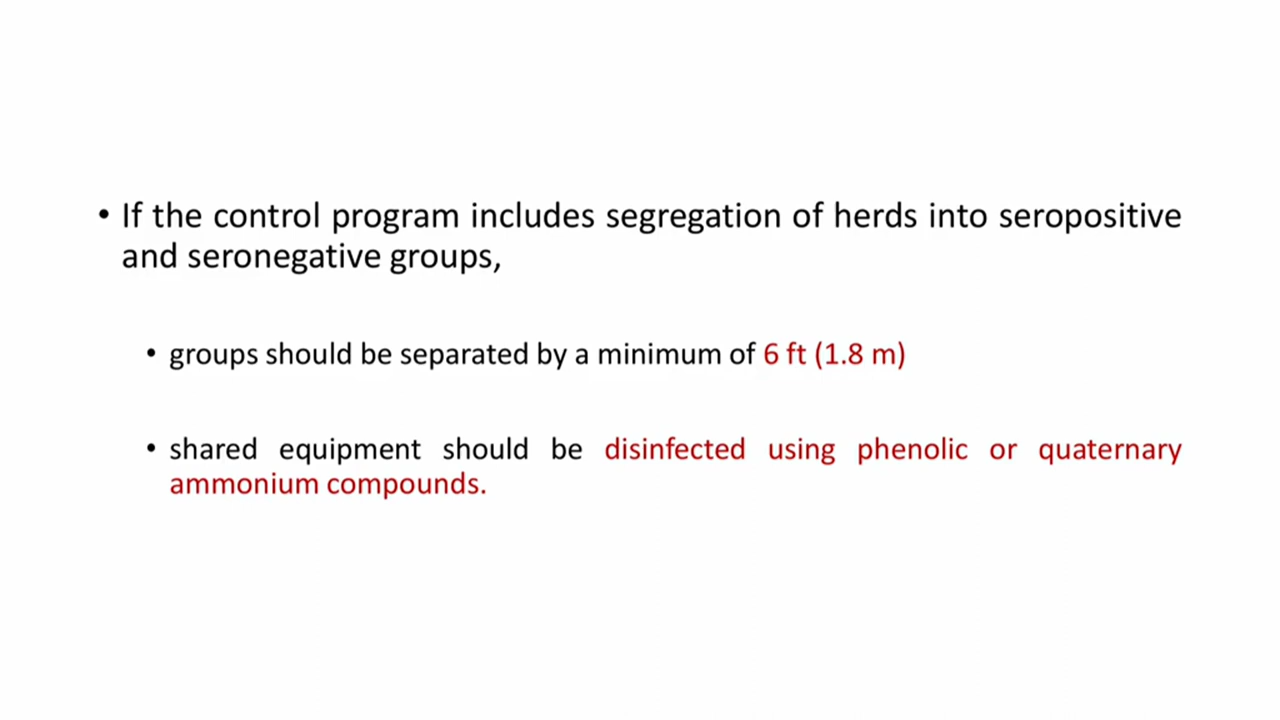 • If the control program includes segregation of herds into seropositive
and seronegative groups,
• groups should be separated by a minimum of 6 ft (1.8 m)
• shared equipment should be disinfected using phenolic or quaternary
ammonium compounds.